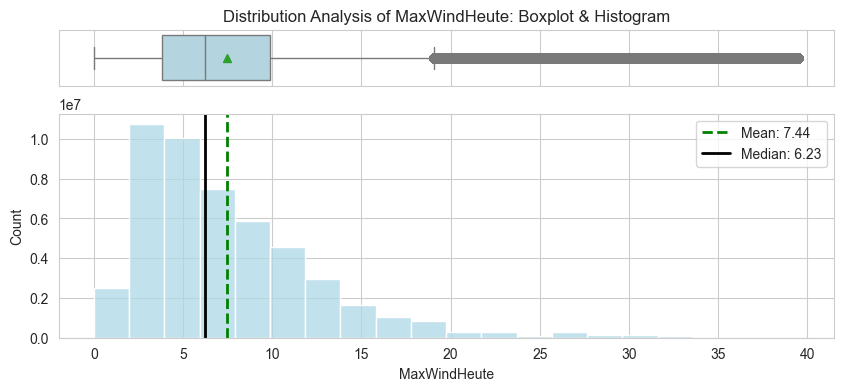 Distribution Analysis of MaxWindHeute: Boxplot & Histogram
1e7
Mean: 7.44
Median: 6.23
1.0
0.8
0.6
0.4
0.2
0.0
Count
0 5 10 15 20 25 30 35 40
MaxWindHeute